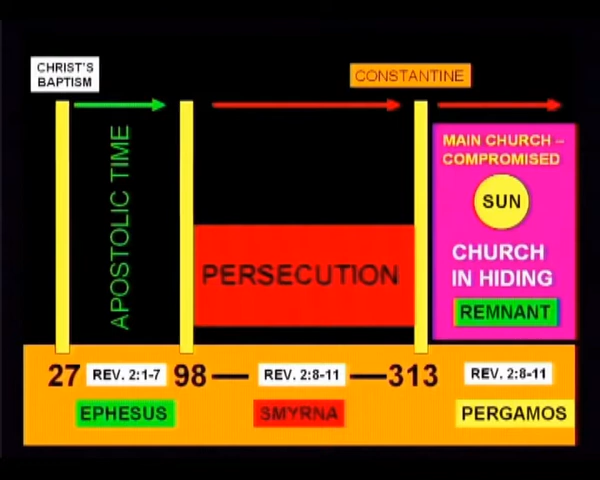 CHRIST'S
BAPTISM
CONSTANTINE
APOSTOLIC TIME
PERSECUTION
MAIN CHURCH –
COMPROMISED
SUN
CHURCH
IN HIDING
REMNANT
27 REV. 2:1-7 98 — REV. 2:8-11 — 313 REV. 2:8-11
EPHESUS SMYRNA PERGAMOS